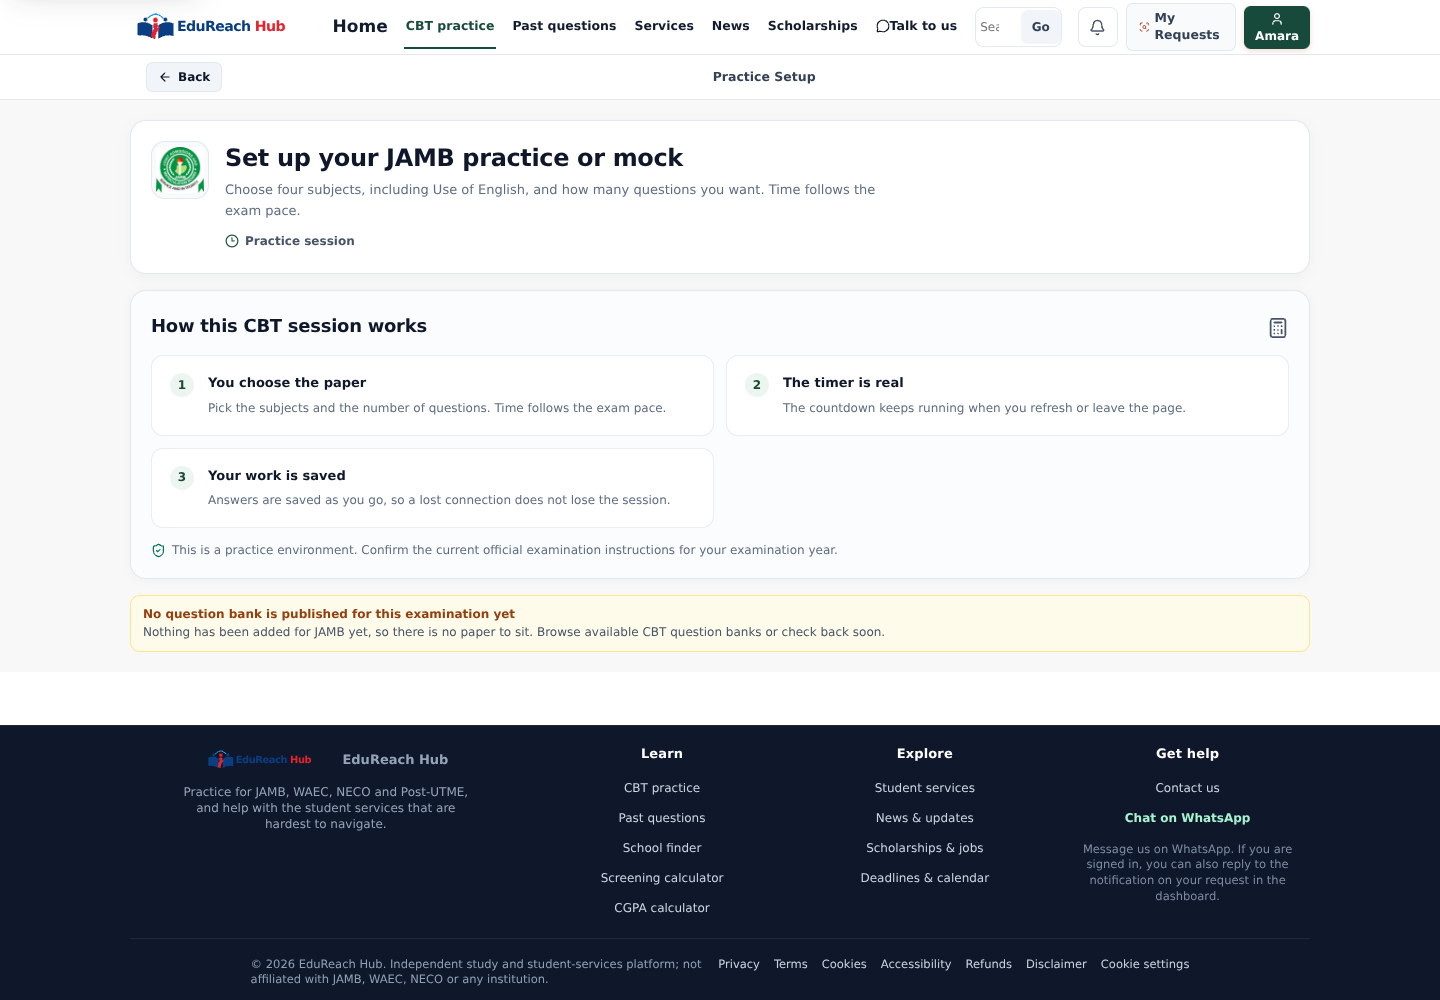 EduReach Hub
Home
CBT practice
Past questions
Services
News
Scholarships
Talk to us
Go
My
Requests
Amara
Back
Practice Setup
Set up your JAMB practice or mock
Choose four subjects, including Use of English, and how many questions you want. Time follows the
exam pace.
Practice session
How this CBT session works
1
You choose the paper
Pick the subjects and the number of questions. Time follows the exam pace.
2
The timer is real
The countdown keeps running when you refresh or leave the page.
3
Your work is saved
Answers are saved as you go, so a lost connection does not lose the session.
This is a practice environment. Confirm the current official examination instructions for your examination year.
No question bank is published for this examination yet
Nothing has been added for JAMB yet, so there is no paper to sit. Browse available CBT question banks or check back soon.
EduReach Hub
EduReach Hub
Practice for JAMB, WAEC, NECO and Post-UTME,
and help with the student services that are
hardest to navigate.
Learn
CBT practice
Past questions
School finder
Screening calculator
CGPA calculator
Explore
Student services
News & updates
Scholarships & jobs
Deadlines & calendar
Get help
Contact us
Chat on WhatsApp
Message us on WhatsApp. If you are
signed in, you can also reply to the
notification on your request in the
dashboard.
© 2026 EduReach Hub. Independent study and student-services platform; not
affiliated with JAMB, WAEC, NECO or any institution.
Privacy
Terms
Cookies
Accessibility
Refunds
Disclaimer
Cookie settings